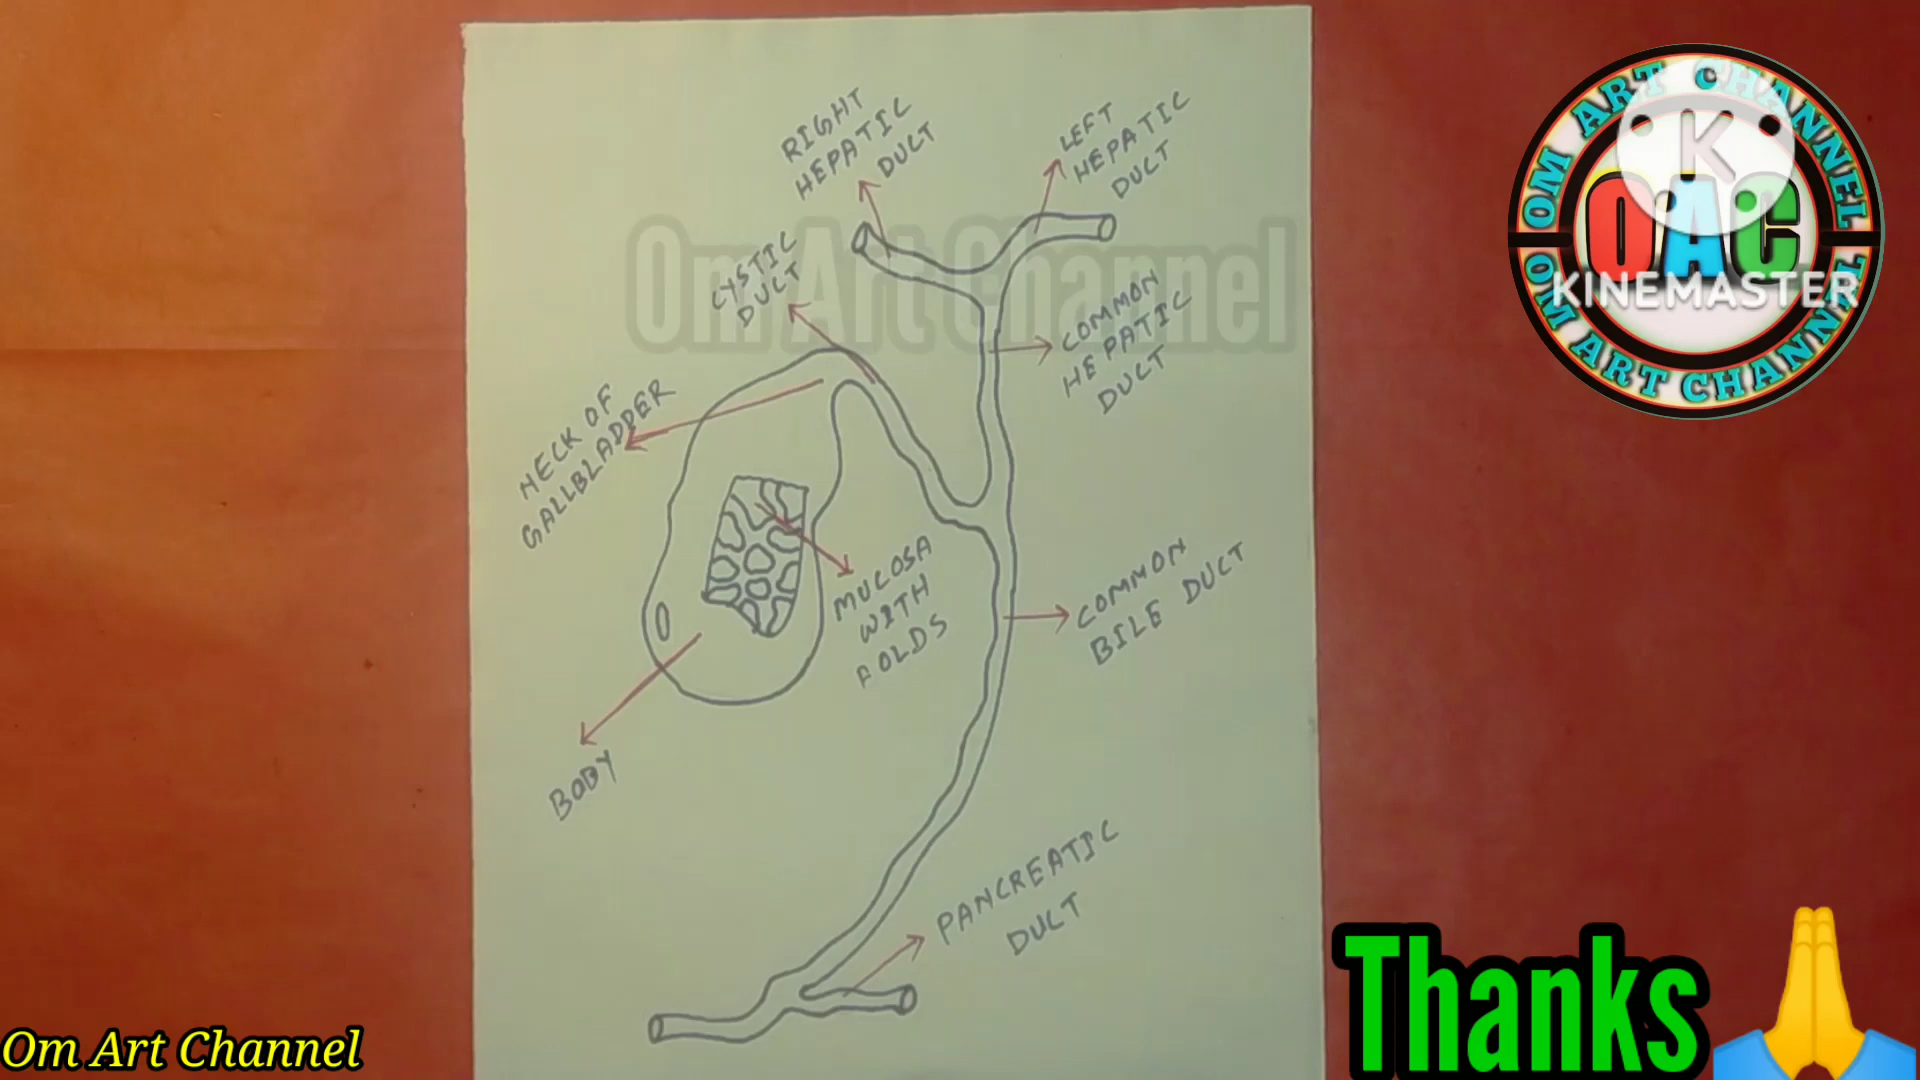 RIGHT
HEPATIC
DUCT
LEFT
HEPATIC
DUCT
CYSTIC
DUCT
COMMON
HEPATIC
DUCT
NECK OF
GALLBLADDER
MUCOSA
WITH
FOLDS
COMMON
BILE DUCT
BODY
PANCREATIC
DUCT
Om Art Channel
OM ART CHANNEL
K
OAC
KINEMASTER
OM ART CHANNEL
Thanks
Om Art Channel